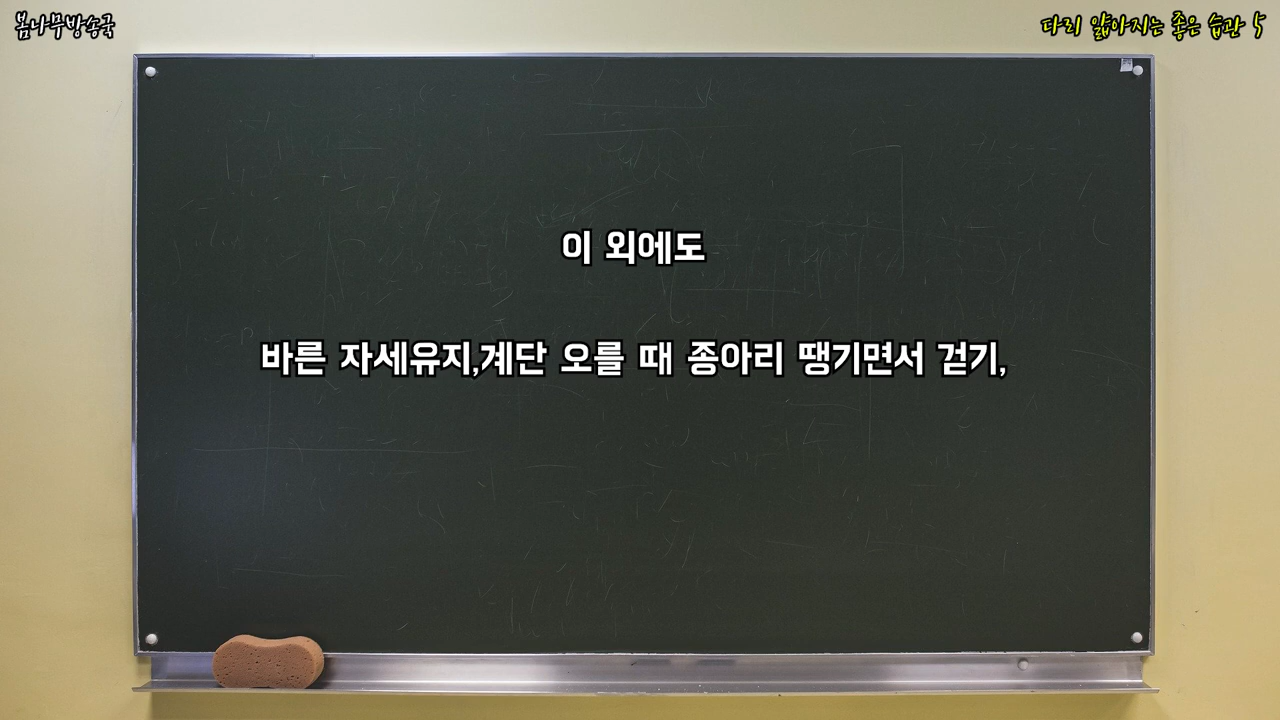 봄나무방송국
다리 얇아지는 좋은 습관 5
이 외에도
바른 자세유지,계단 오를 때 종아리 땡기면서 걷기,